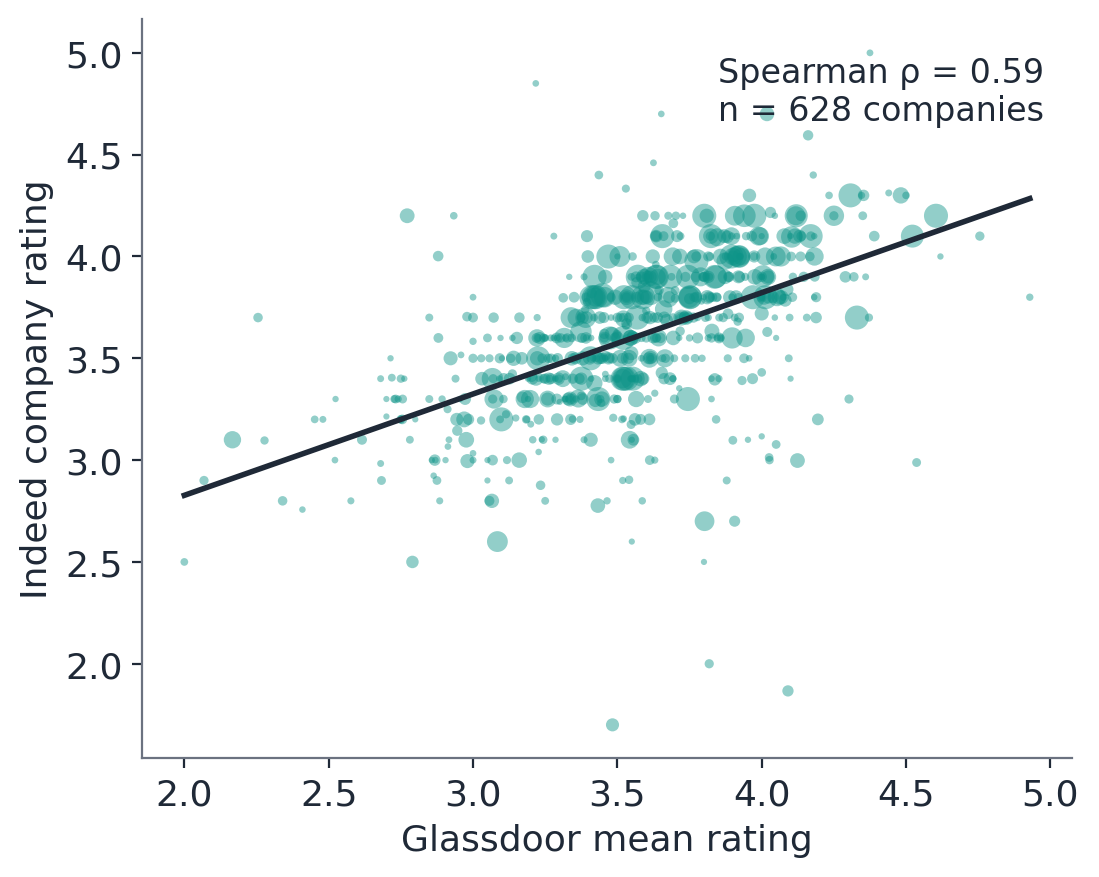 Spearman ρ = 0.59
n = 628 companies
5.0
4.5
4.0
3.5
3.0
2.5
2.0
Indeed company rating
2.0 2.5 3.0 3.5 4.0 4.5 5.0
Glassdoor mean rating